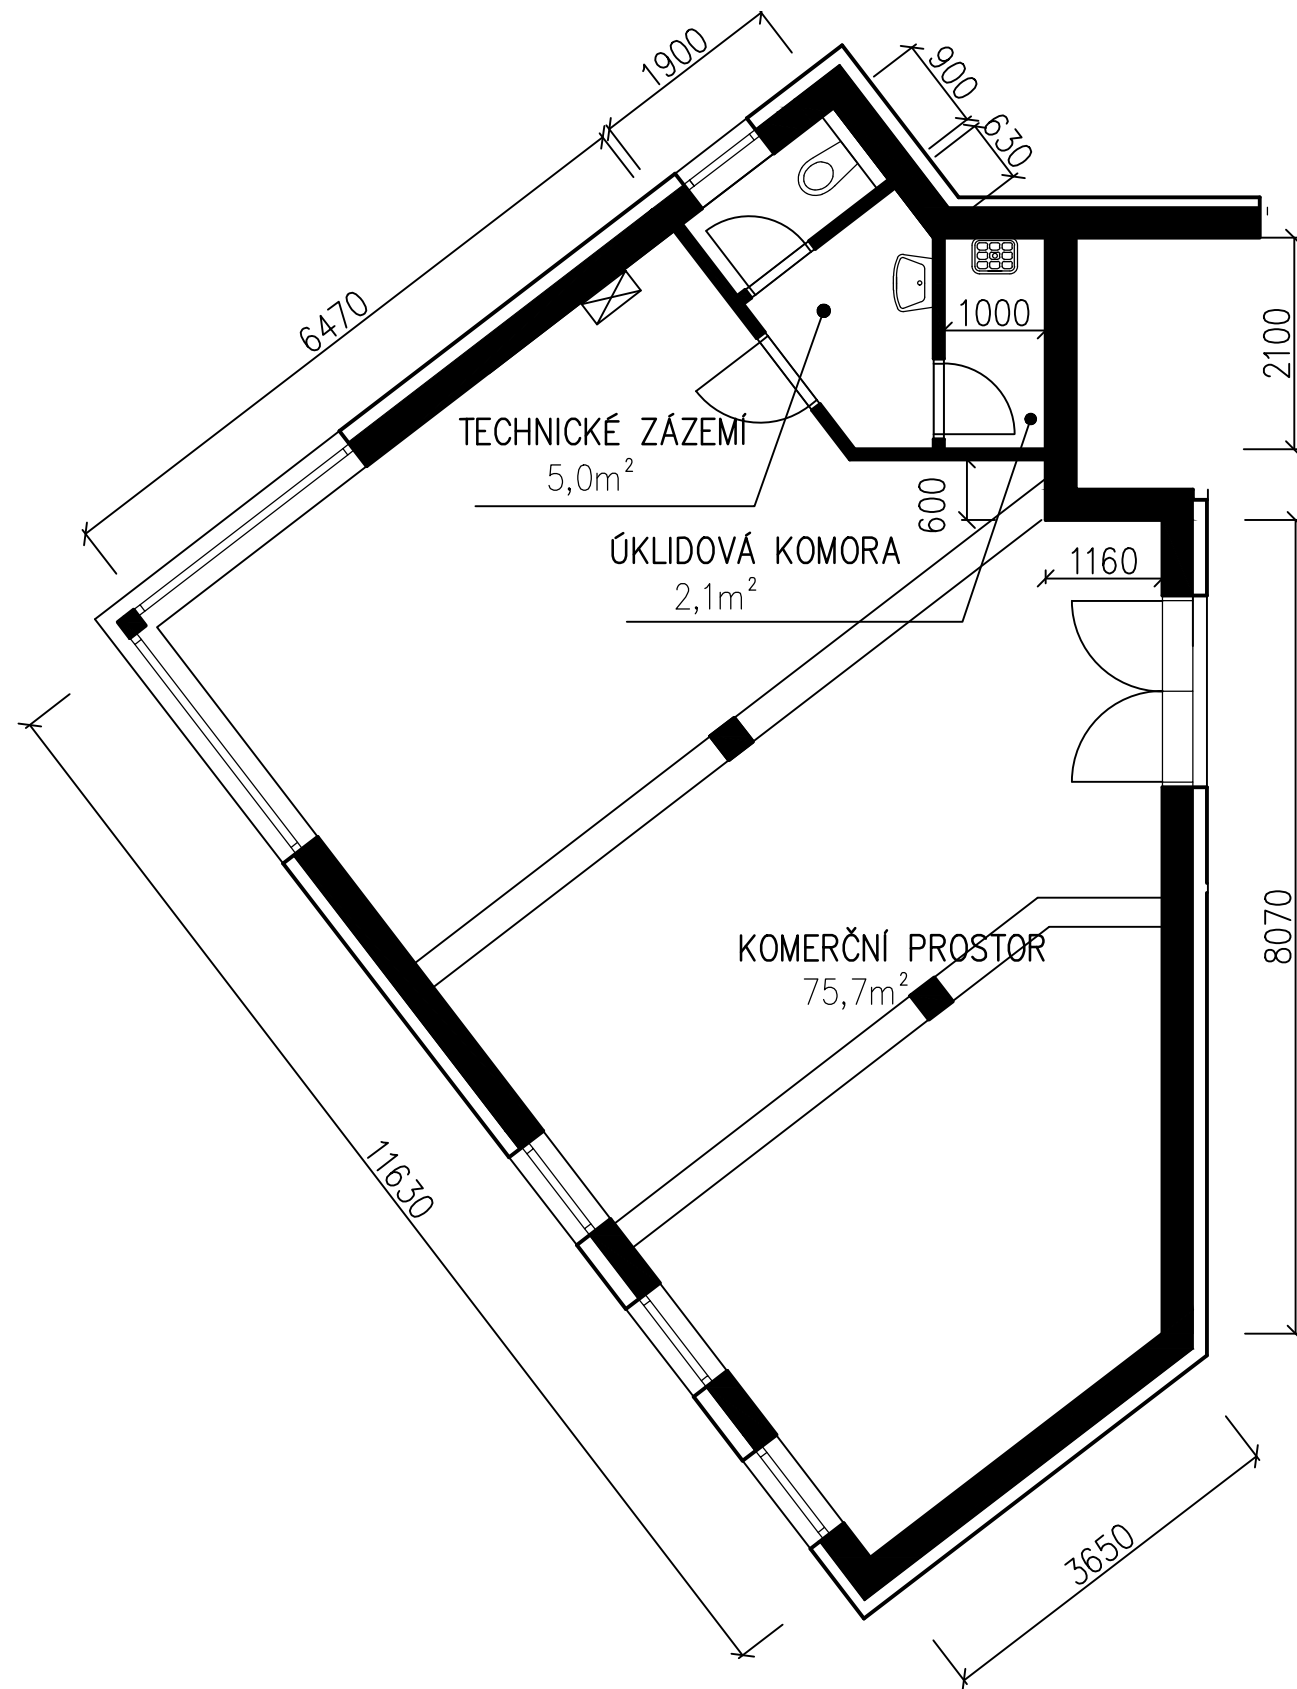 1900
900
630
6470
1000
2100
TECHNICKÉ ZÁZEMÍ
5,0m²
600
ÚKLIDOVÁ KOMORA
2,1m²
1160
8070
KOMERČNÍ PROSTOR
75,7m²
11630
3650